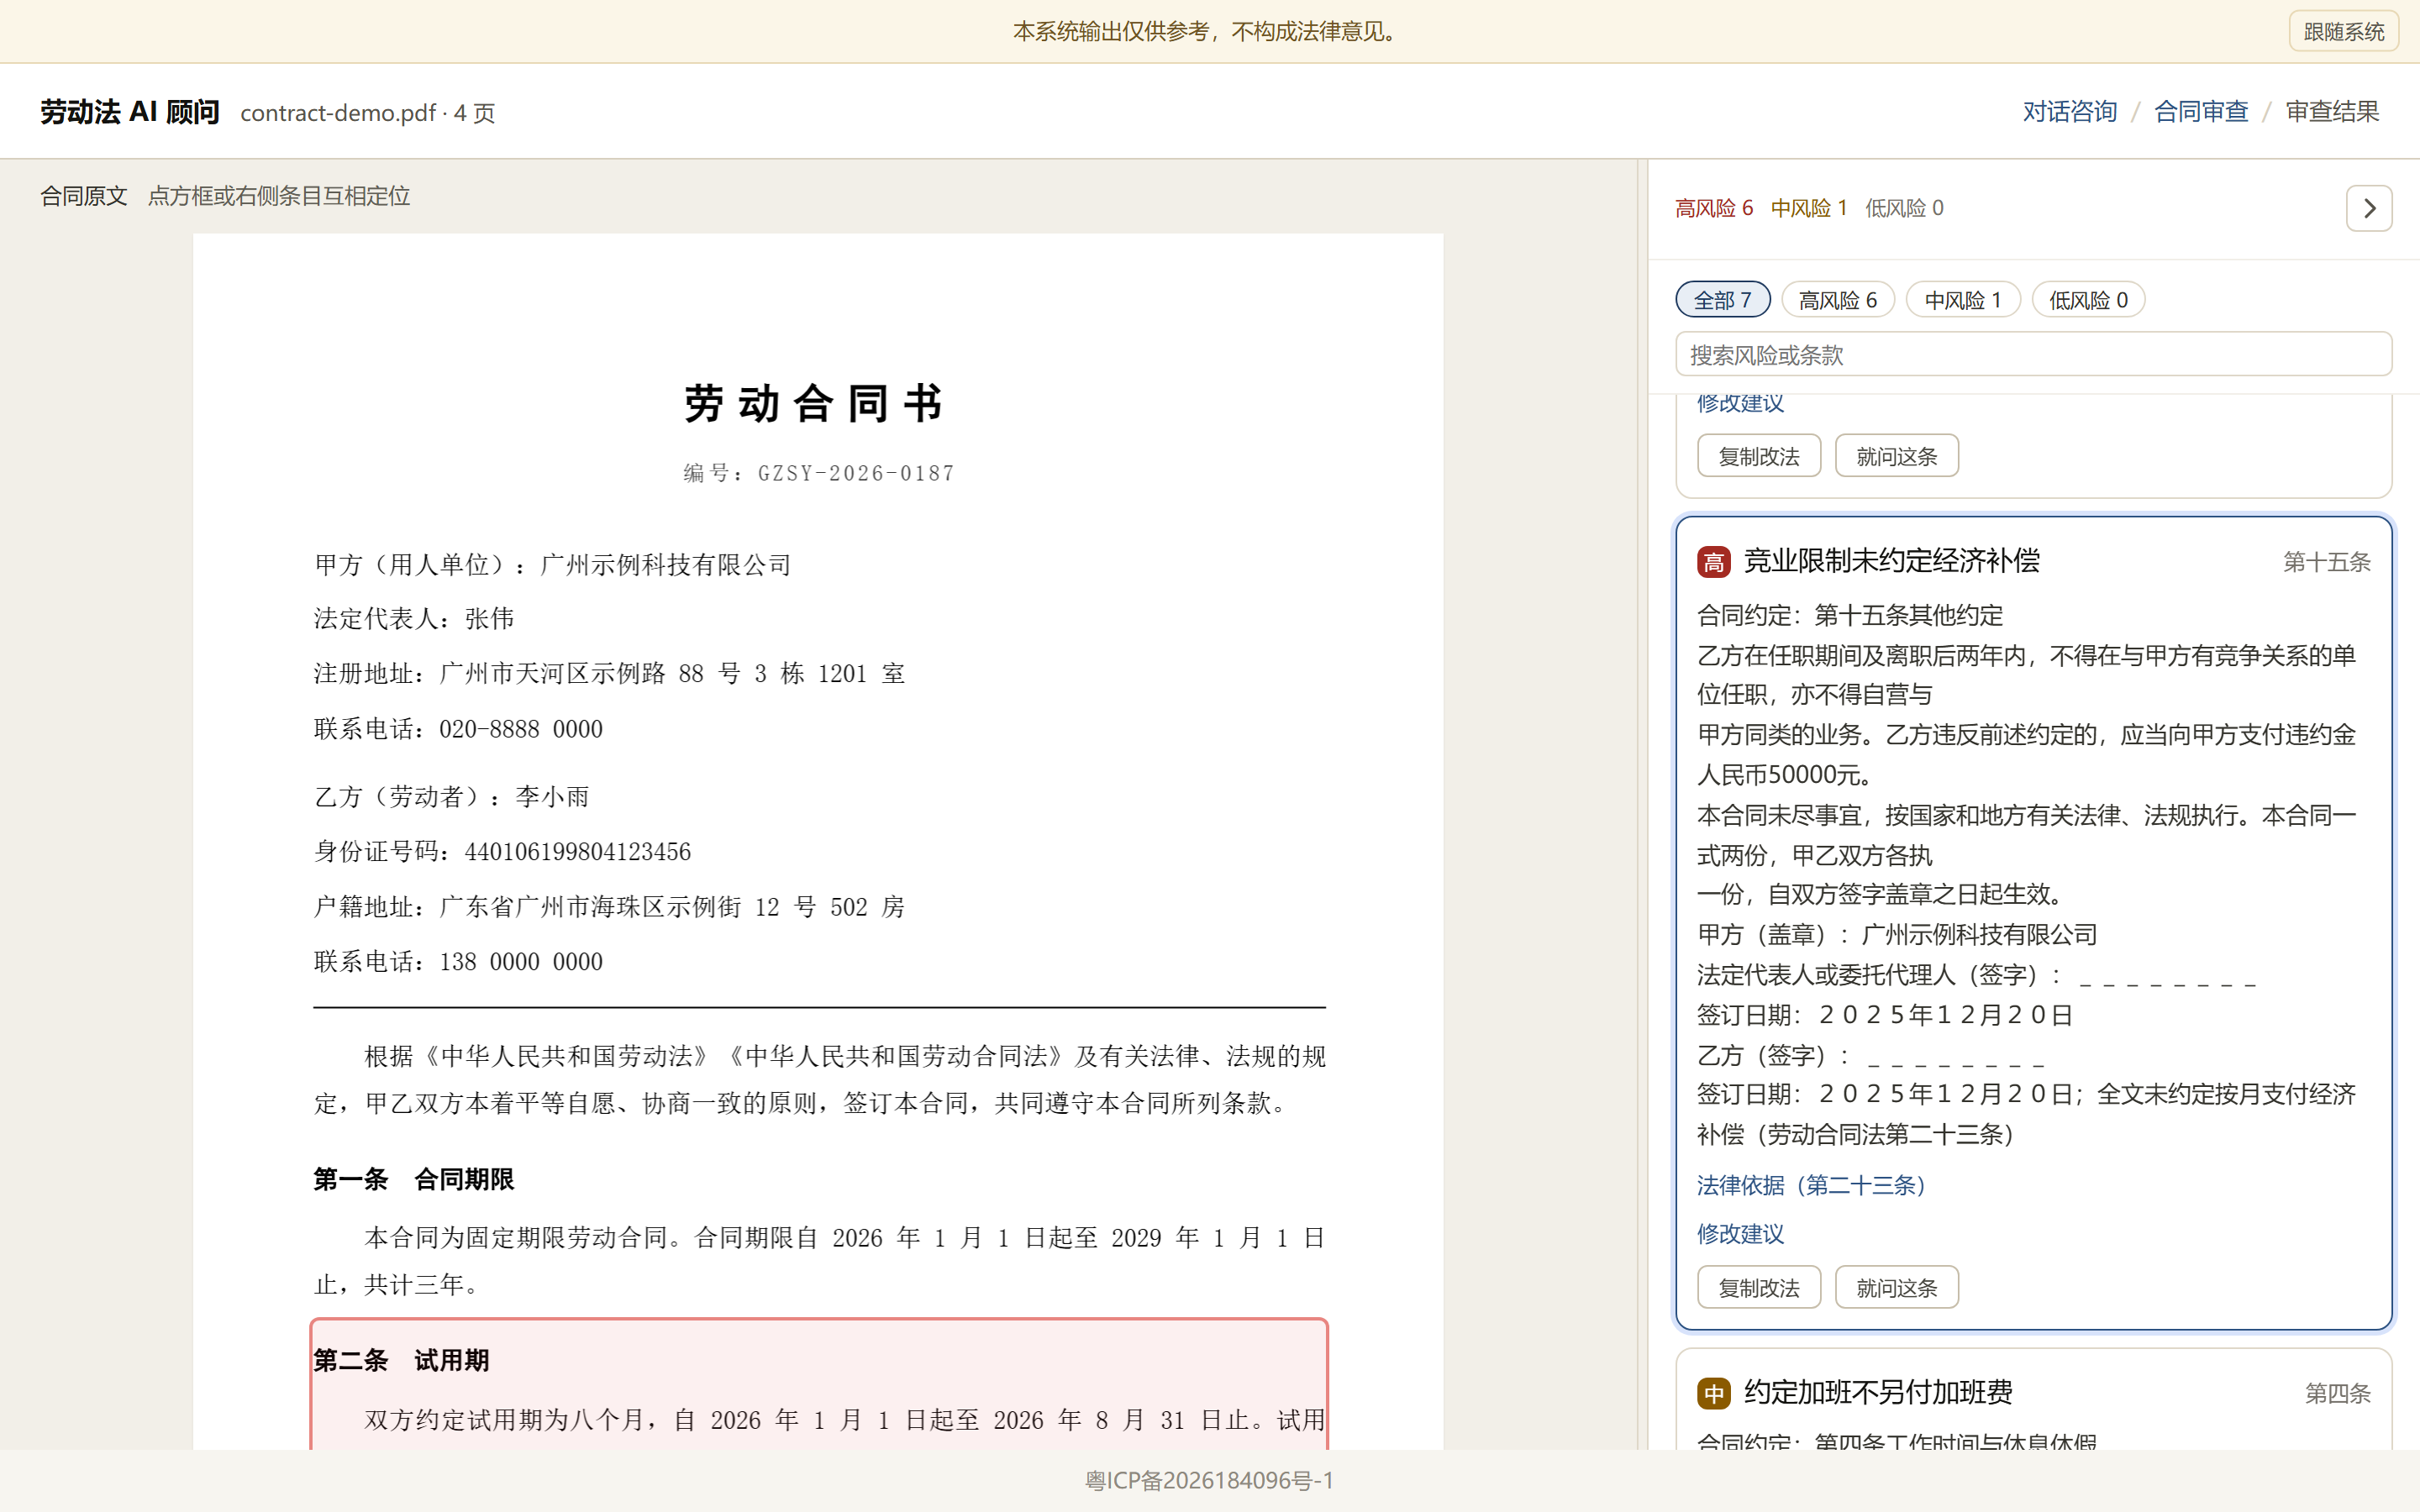 本系统输出仅供参考，不构成法律意见。
跟随系统
劳动法 AI 顾问 contract-demo.pdf · 4 页
对话咨询 / 合同审查 / 审查结果
合同原文 点方框或右侧条目互相定位
劳动合同书
编号：GZSY-2026-0187
甲方（用人单位）：广州示例科技有限公司
法定代表人：张伟
注册地址：广州市天河区示例路 88 号 3 栋 1201 室
联系电话：020-8888 0000
乙方（劳动者）：李小雨
身份证号码：440106199804123456
户籍地址：广东省广州市海珠区示例街 12 号 502 房
联系电话：138 0000 0000
根据《中华人民共和国劳动法》《中华人民共和国劳动合同法》及有关法律、法规的规
定，甲乙双方本着平等自愿、协商一致的原则，签订本合同，共同遵守本合同所列条款。
第一条 合同期限
本合同为固定期限劳动合同。合同期限自 2026 年 1 月 1 日起至 2029 年 1 月 1 日
止，共计三年。
第二条 试用期
双方约定试用期为八个月，自 2026 年 1 月 1 日起至 2026 年 8 月 31 日止。试用
高风险 6 中风险 1 低风险 0
全部 7 高风险 6 中风险 1 低风险 0
搜索风险或条款
修改建议
复制改法 就问这条
高 竞业限制未约定经济补偿 第十五条
合同约定：第十五条其他约定
乙方在任职期间及离职后两年内，不得在与甲方有竞争关系的单
位任职，亦不得自营与
甲方同类的业务。乙方违反前述约定的，应当向甲方支付违约金
人民币50000元。
本合同未尽事宜，按国家和地方有关法律、法规执行。本合同一
式两份，甲乙双方各执
一份，自双方签字盖章之日起生效。
甲方（盖章）：广州示例科技有限公司
法定代表人或委托代理人（签字）：＿＿＿＿＿＿＿＿
签订日期：２０２５年１２月２０日
乙方（签字）：＿＿＿＿＿＿＿＿
签订日期：２０２５年１２月２０日；全文未约定按月支付经济
补偿（劳动合同法第二十三条）
法律依据（第二十三条）
修改建议
复制改法 就问这条
中 约定加班不另付加班费 第四条
合同约定：第四条工作时间与休息休假
粤ICP备2026184096号-1